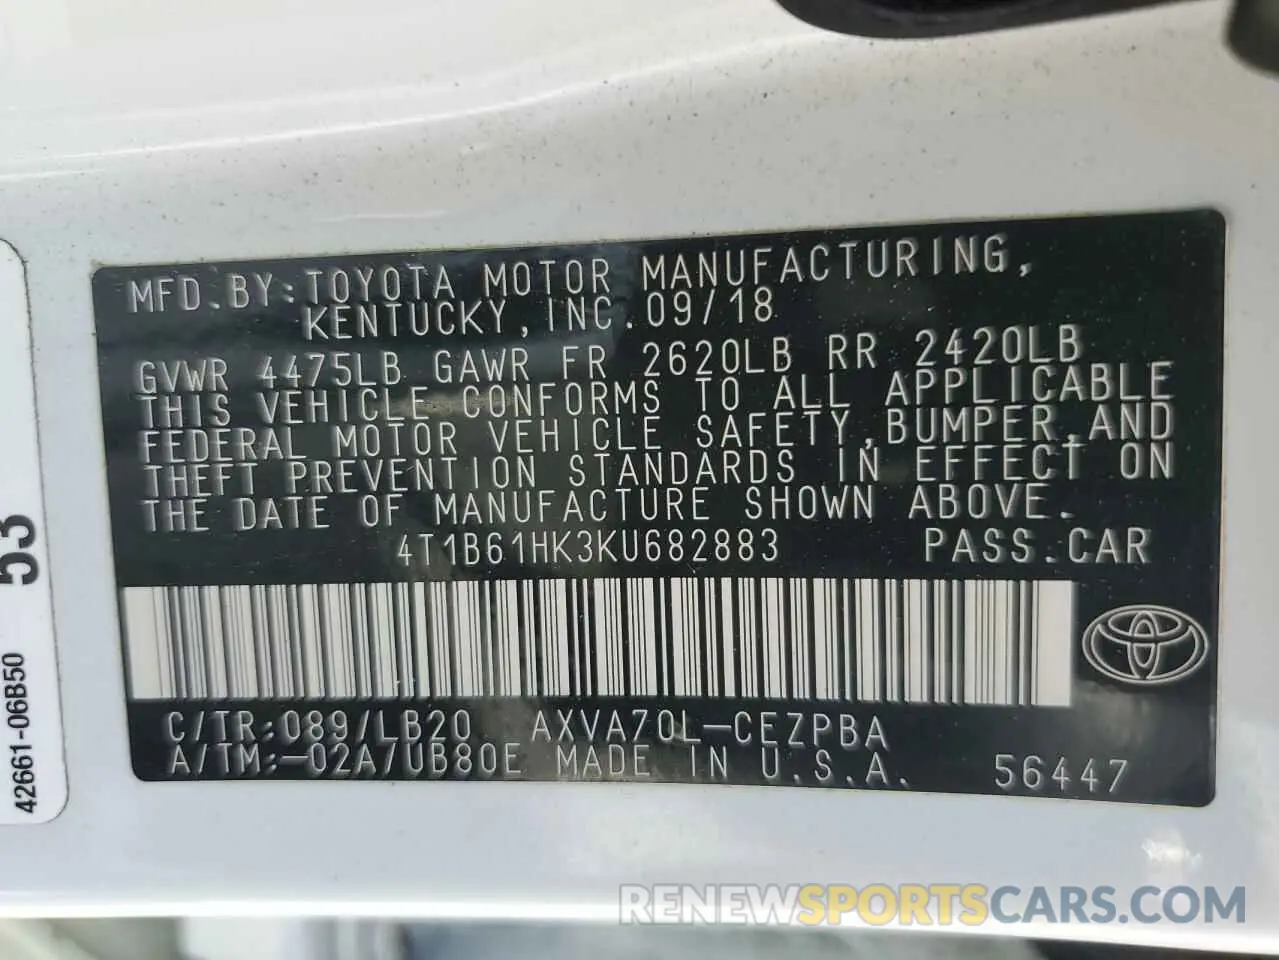 MFD.BY:TOYOTA MOTOR MANUFACTURING,
KENTUCKY, INC.09/18
GVWR 4475LB GAWR FR 2620LB RR 2420LB
THIS VEHICLE CONFORMS TO ALL APPLICABLE
FEDERAL MOTOR VEHICLE SAFETY,BUMPER,AND
THEFT PREVENTION STANDARDS IN EFFECT ON
THE DATE OF MANUFACTURE SHOWN ABOVE.
4T1B61HK3KU682883 PASS.CAR
C/TR:089/LB20 AXVA70L-CEZPBA
A/TM:-02A/UB80E MADE IN U.S.A. 56447
53
42661-06B50
RENEWSPORTSCARS.COM